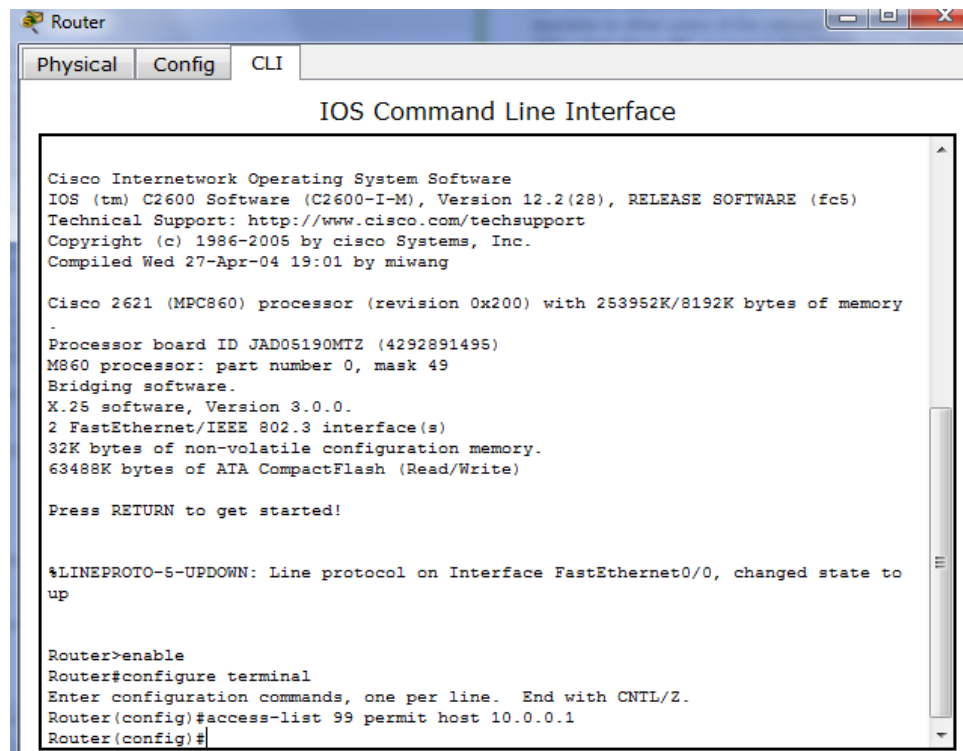 Router
Physical Config CLI
IOS Command Line Interface
Cisco Internetwork Operating System Software
IOS (tm) C2600 Software (C2600-I-M), Version 12.2(28), RELEASE SOFTWARE (fc5)
Technical Support: http://www.cisco.com/techsupport
Copyright (c) 1986-2005 by cisco Systems, Inc.
Compiled Wed 27-Apr-04 19:01 by miwang
Cisco 2621 (MPC860) processor (revision 0x200) with 253952K/8192K bytes of memory
.
Processor board ID JAD05190MTZ (4292891495)
M860 processor: part number 0, mask 49
Bridging software.
X.25 software, Version 3.0.0.
2 FastEthernet/IEEE 802.3 interface(s)
32K bytes of non-volatile configuration memory.
63488K bytes of ATA CompactFlash (Read/Write)
Press RETURN to get started!
%LINEPROTO-5-UPDOWN: Line protocol on Interface FastEthernet0/0, changed state to
up
Router>enable
Router#configure terminal
Enter configuration commands, one per line.  End with CNTL/Z.
Router(config)#access-list 99 permit host 10.0.0.1
Router(config)#